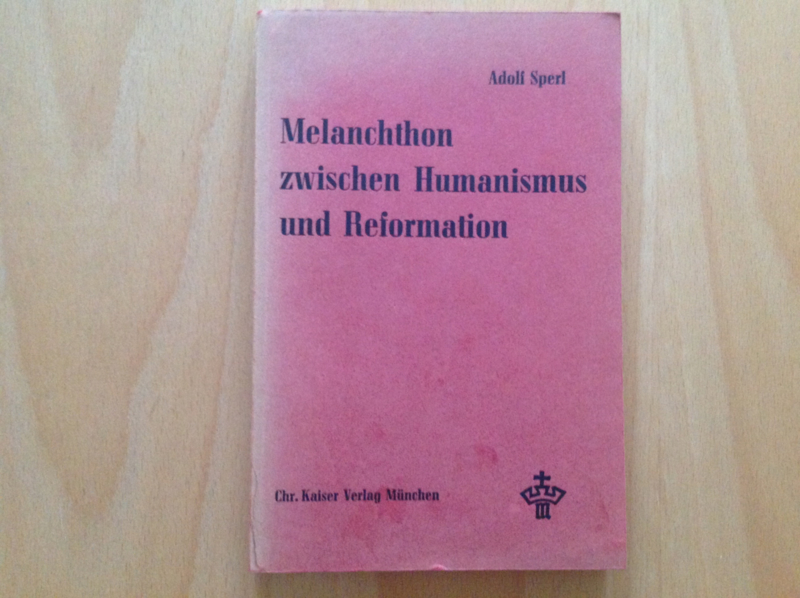 Adolf Sperl
Melanchthon
zwischen Humanismus
und Reformation
Chr. Kaiser Verlag München